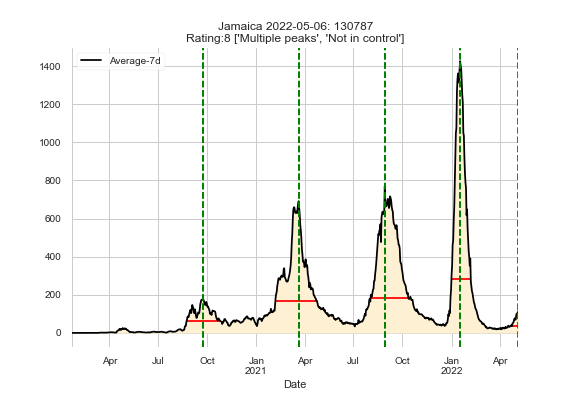 Jamaica 2022-05-06: 130787
Rating:8 ['Multiple peaks', 'Not in control']
Average-7d
1400
1200
1000
800
600
400
200
0
Apr Jul Oct Jan Apr Jul Oct Jan Apr
2021 2022
Date